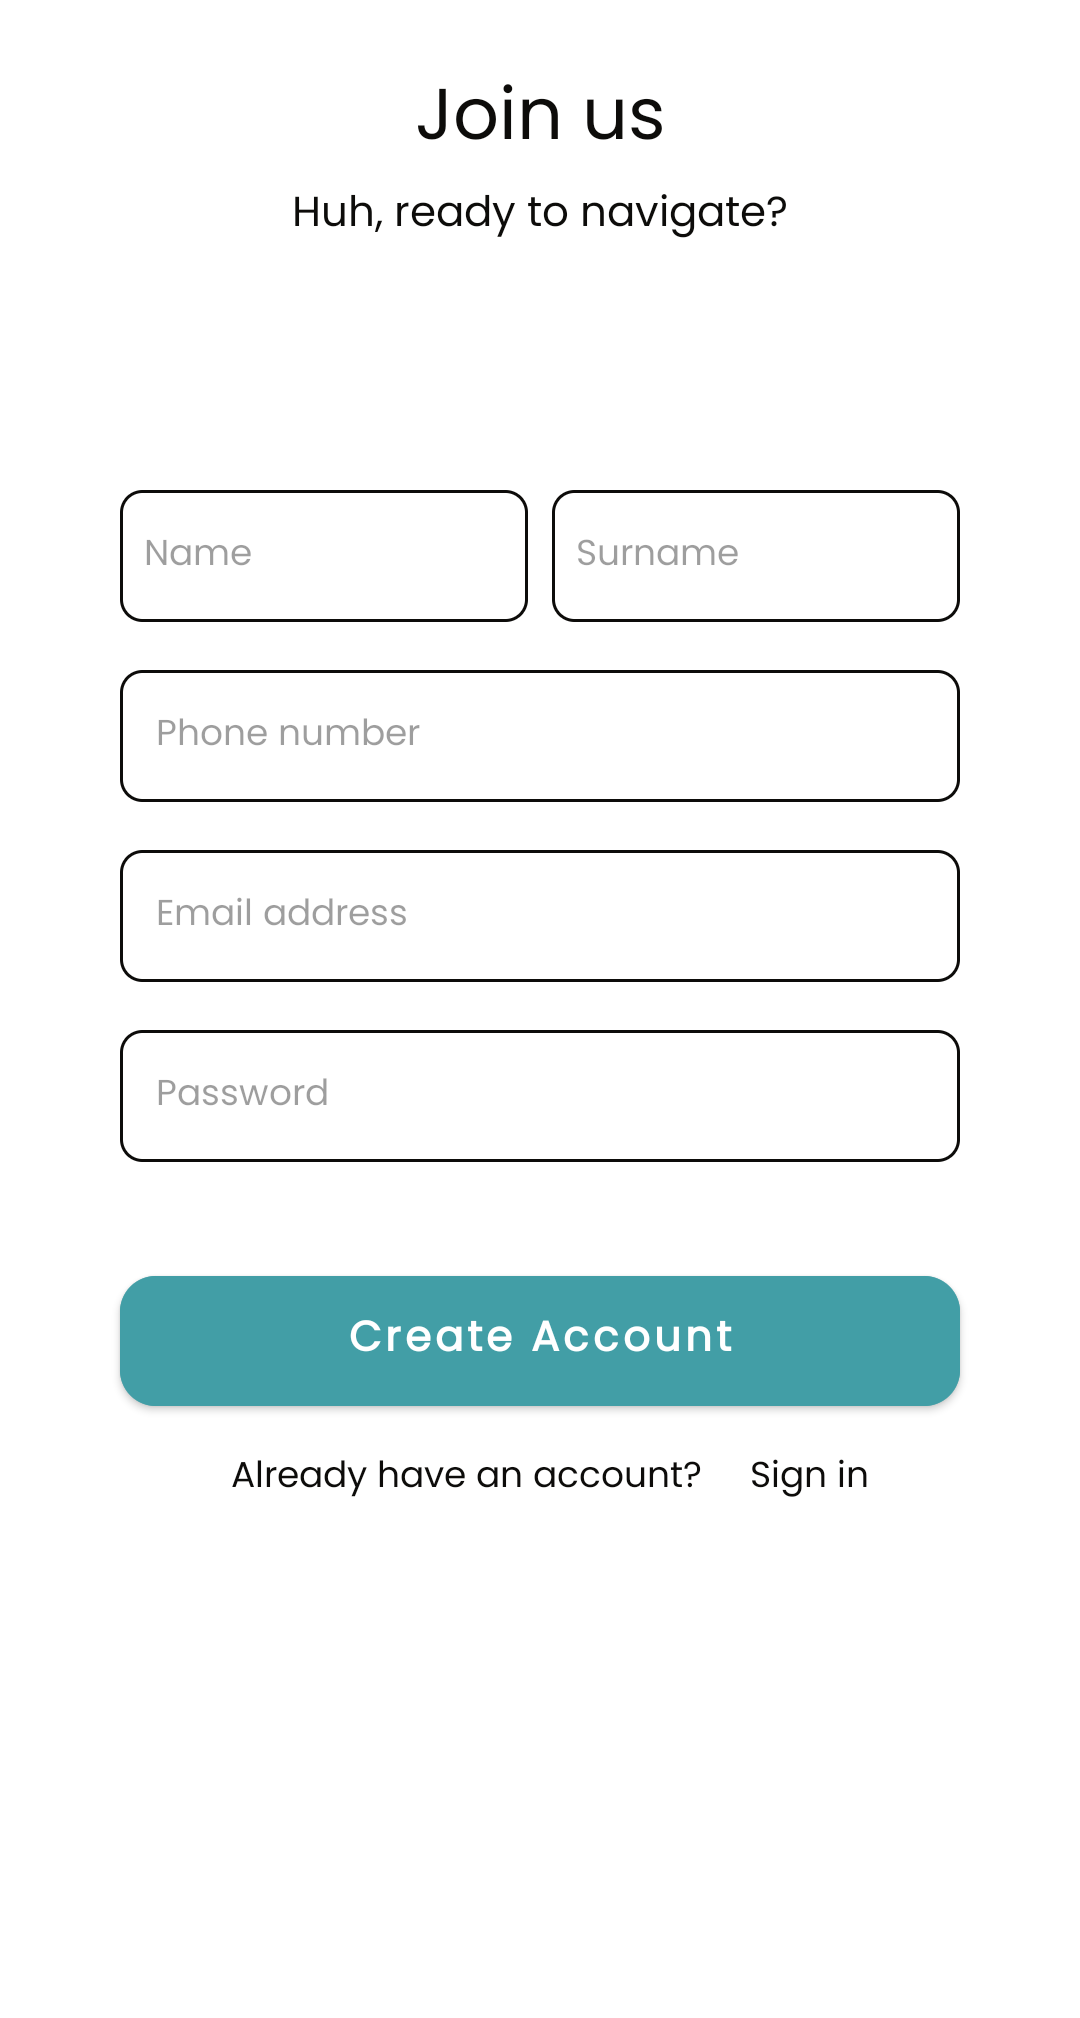 Join us
Huh, ready to navigate?
Name
Surname
Phone number
Email address
Password
Create Account
Already have an account? Sign in